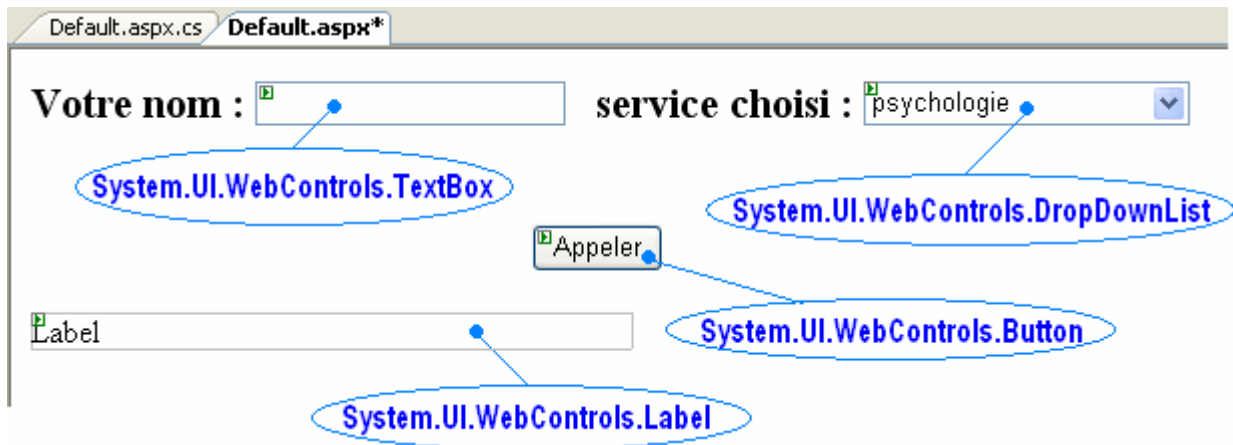 Default.aspx.cs Default.aspx*
Votre nom : service choisi : psychologie
System.UI.WebControls.TextBox
System.UI.WebControls.DropDownList
Appeler
System.UI.WebControls.Button
Label
System.UI.WebControls.Label